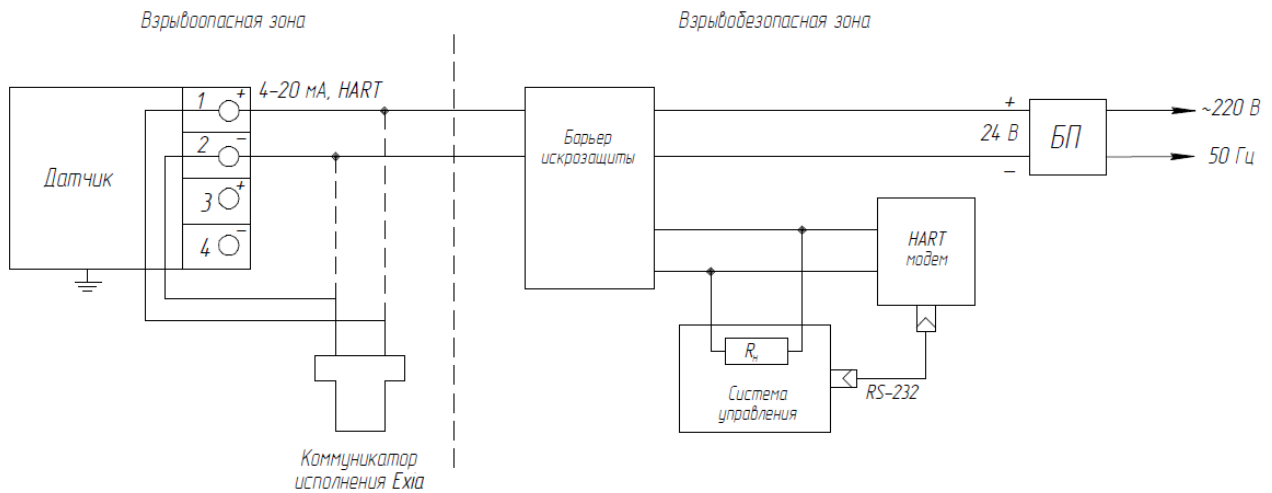 Взрывоопасная зона
Взрывобезопасная зона
4-20 мА, HART
Датчик
1 +
2 −
3 +
4 −
Барьер
искрозащиты
+
24 В
−
БП
~220 В
50 Гц
HART
модем
Rн
Система
управления
RS-232
Коммуникатор
исполнения Exia